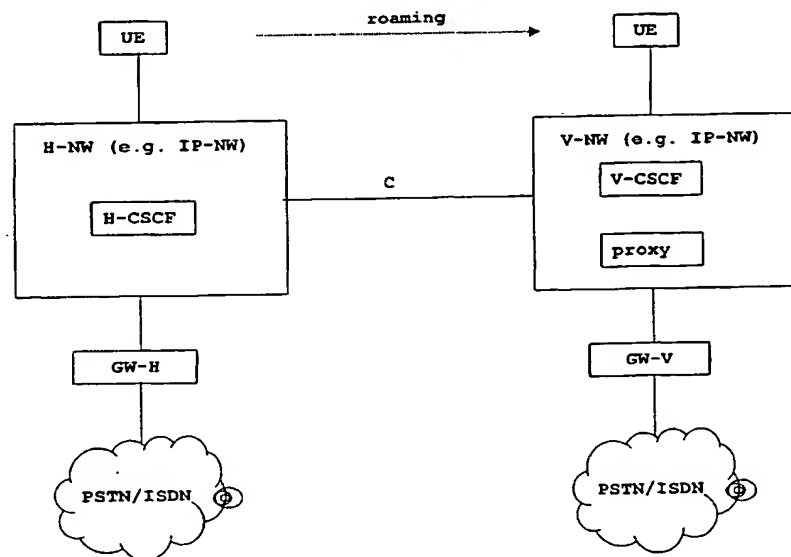 roaming
UE
UE
H-NW (e.g. IP-NW)
V-NW (e.g. IP-NW)
V-CSCF
C
H-CSCF
proxy
GW-H
GW-V
PSTN/ISDN
PSTN/ISDN